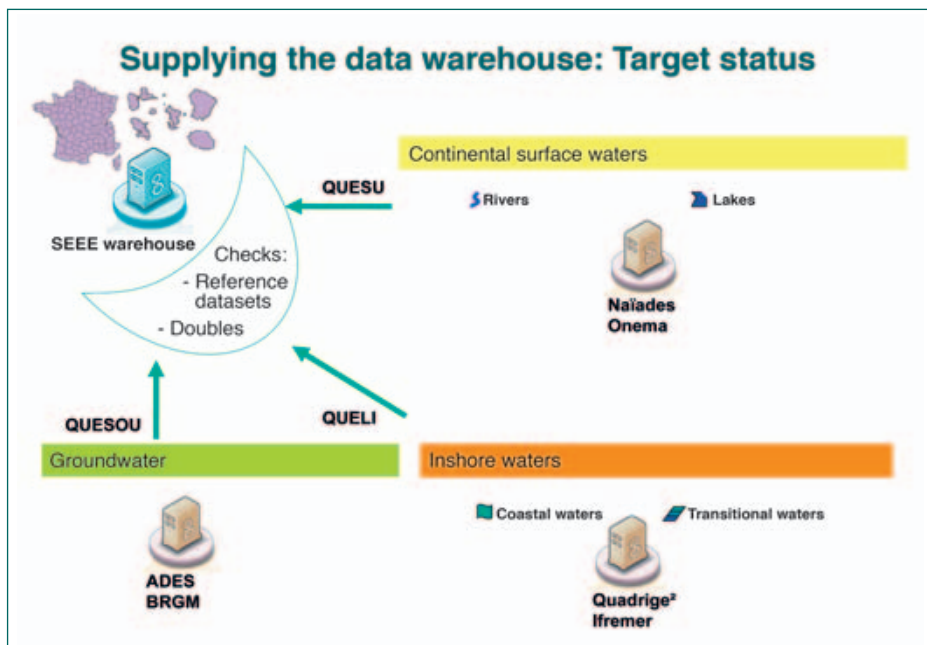 Supplying the data warehouse: Target status
Continental surface waters
QUESU
Rivers
Lakes
SEEE warehouse
Checks:
- Reference
datasets
- Doubles
Naïades
Onema
QUESOU
QUELI
Groundwater
Inshore waters
Coastal waters
Transitional waters
ADES
BRGM
Quadrige²
Ifremer